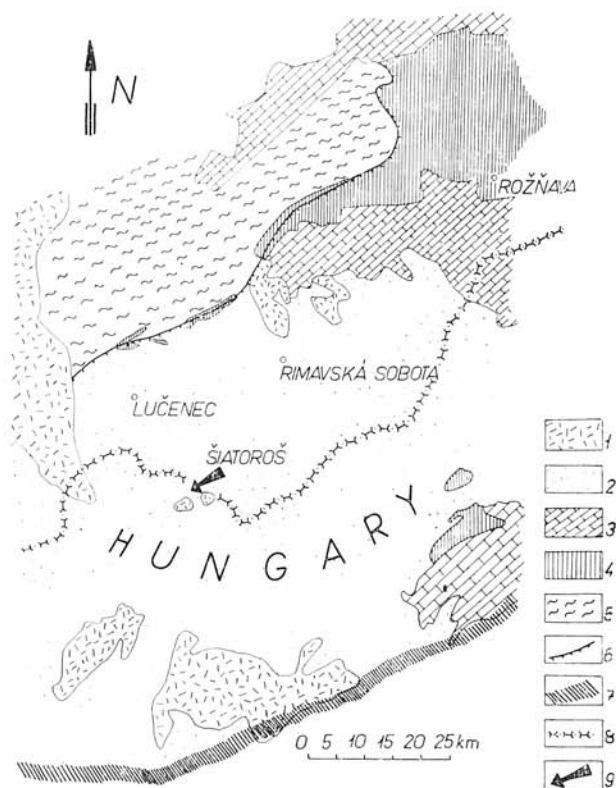 N
ROŽŇAVA
RIMAVSKÁ SOBOTA
LUČENEC
ŠIATOROŠ
HUNGARY
0 5 10 15 20 25 km
1
2
3
4
5
6
7
8
9